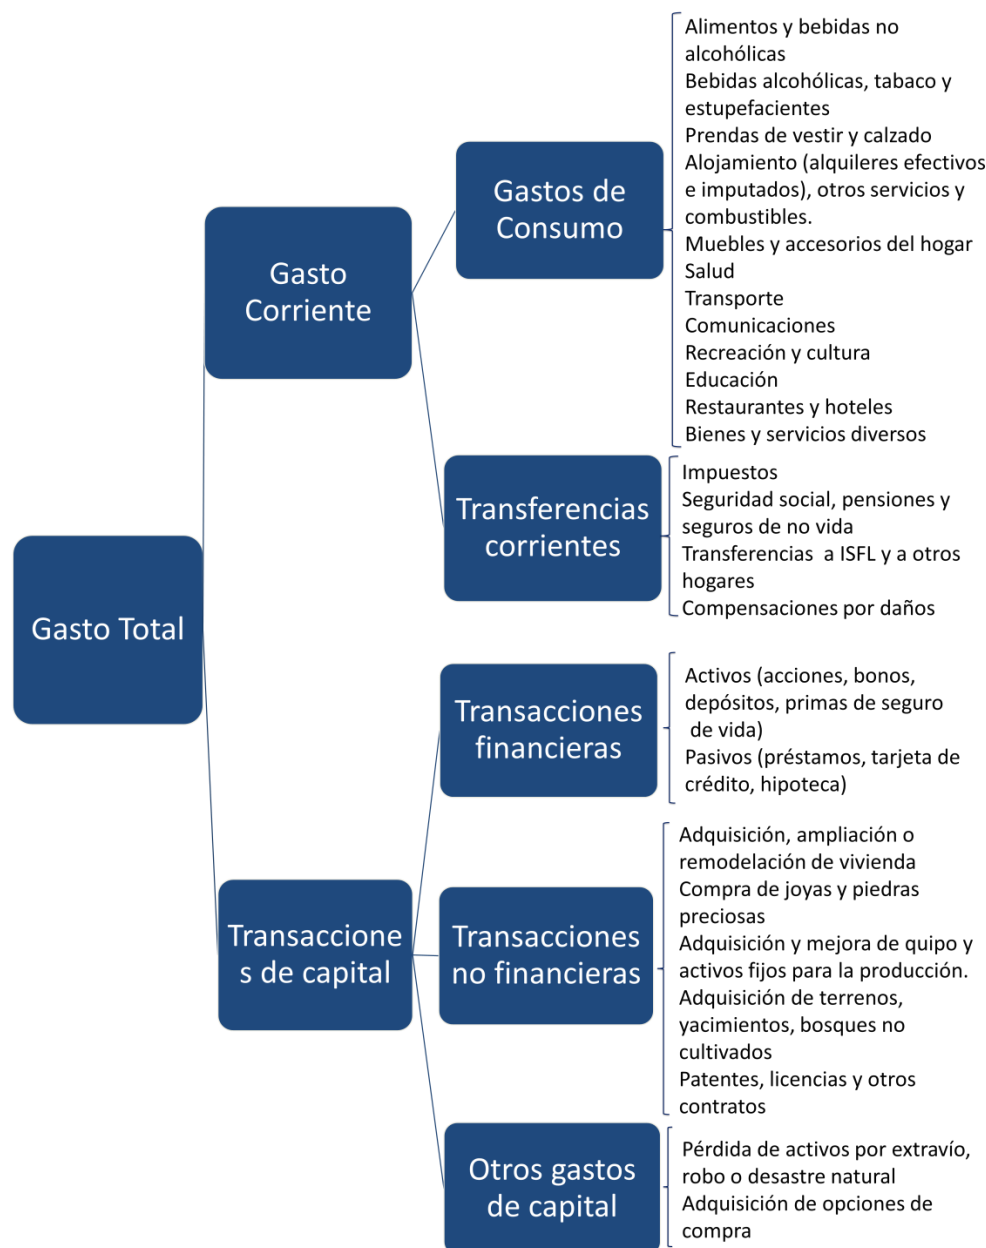 Gasto Total
Gasto
Corriente
Gastos de
Consumo
Alimentos y bebidas no
alcohólicas
Bebidas alcohólicas, tabaco y
estupefacientes
Prendas de vestir y calzado
Alojamiento (alquileres efectivos
e imputados), otros servicios y
combustibles.
Muebles y accesorios del hogar
Salud
Transporte
Comunicaciones
Recreación y cultura
Educación
Restaurantes y hoteles
Bienes y servicios diversos
Transferencias
corrientes
Impuestos
Seguridad social, pensiones y
seguros de no vida
Transferencias a ISFL y a otros
hogares
Compensaciones por daños
Transaccione
s de capital
Transacciones
financieras
Activos (acciones, bonos,
depósitos, primas de seguro
de vida)
Pasivos (préstamos, tarjeta de
crédito, hipoteca)
Transacciones
no financieras
Adquisición, ampliación o
remodelación de vivienda
Compra de joyas y piedras
preciosas
Adquisición y mejora de quipo y
activos fijos para la producción.
Adquisición de terrenos,
yacimientos, bosques no
cultivados
Patentes, licencias y otros
contratos
Otros gastos
de capital
Pérdida de activos por extravío,
robo o desastre natural
Adquisición de opciones de
compra